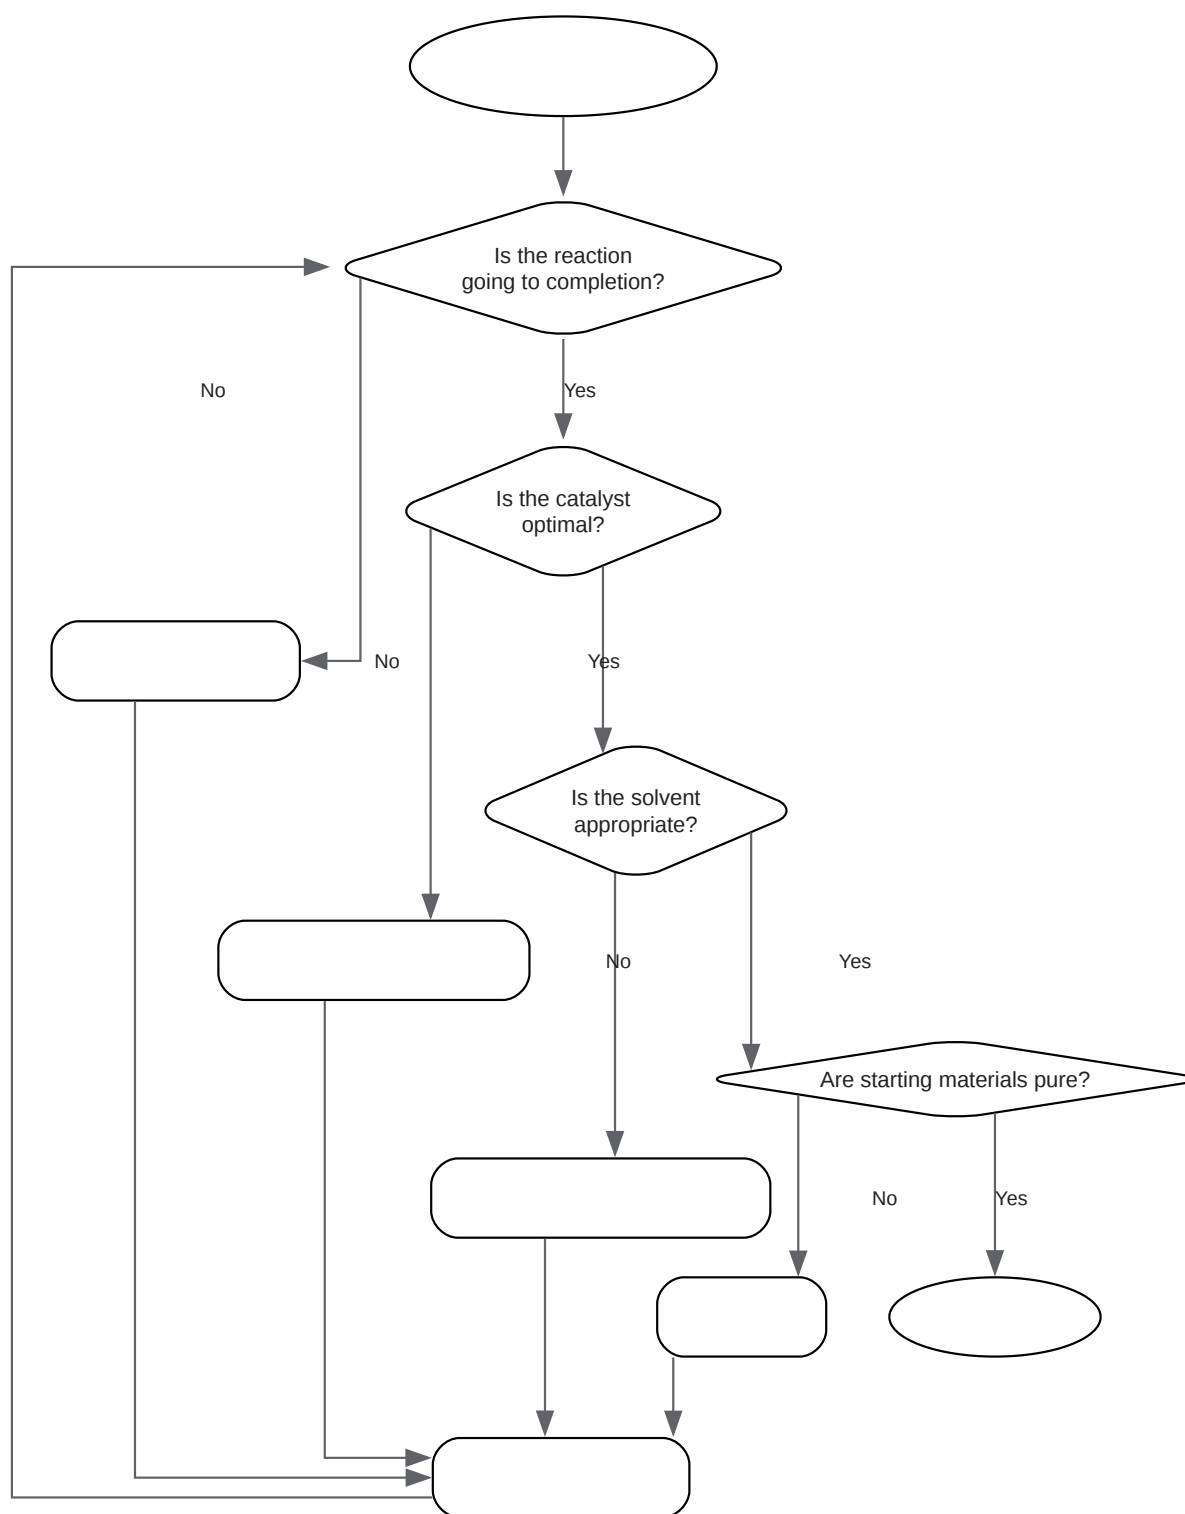 Is the reaction
going to completion?
No
Yes
Is the catalyst
optimal?
No
Yes
Is the solvent
appropriate?
No
Yes
Are starting materials pure?
No
Yes